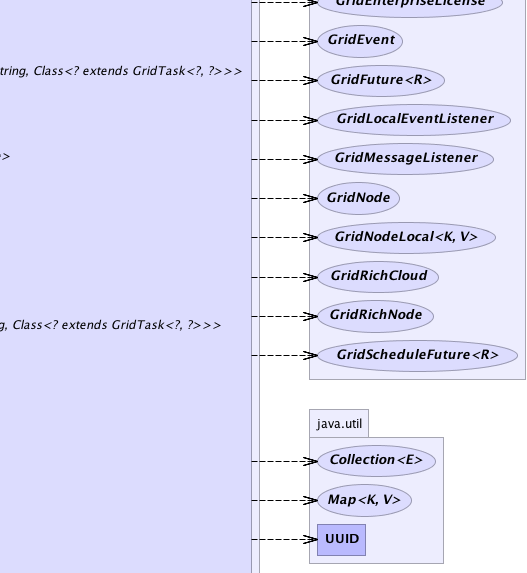 GridEnterpriseLicense
GridEvent
tring, Class<? extends GridTask<?, ?>>>
GridFuture<R>
GridLocalEventListener
>>
GridMessageListener
GridNode
GridNodeLocal<K, V>
GridRichCloud
GridRichNode
g, Class<? extends GridTask<?, ?>>>
GridScheduleFuture<R>
java.util
Collection<E>
Map<K, V>
UUID